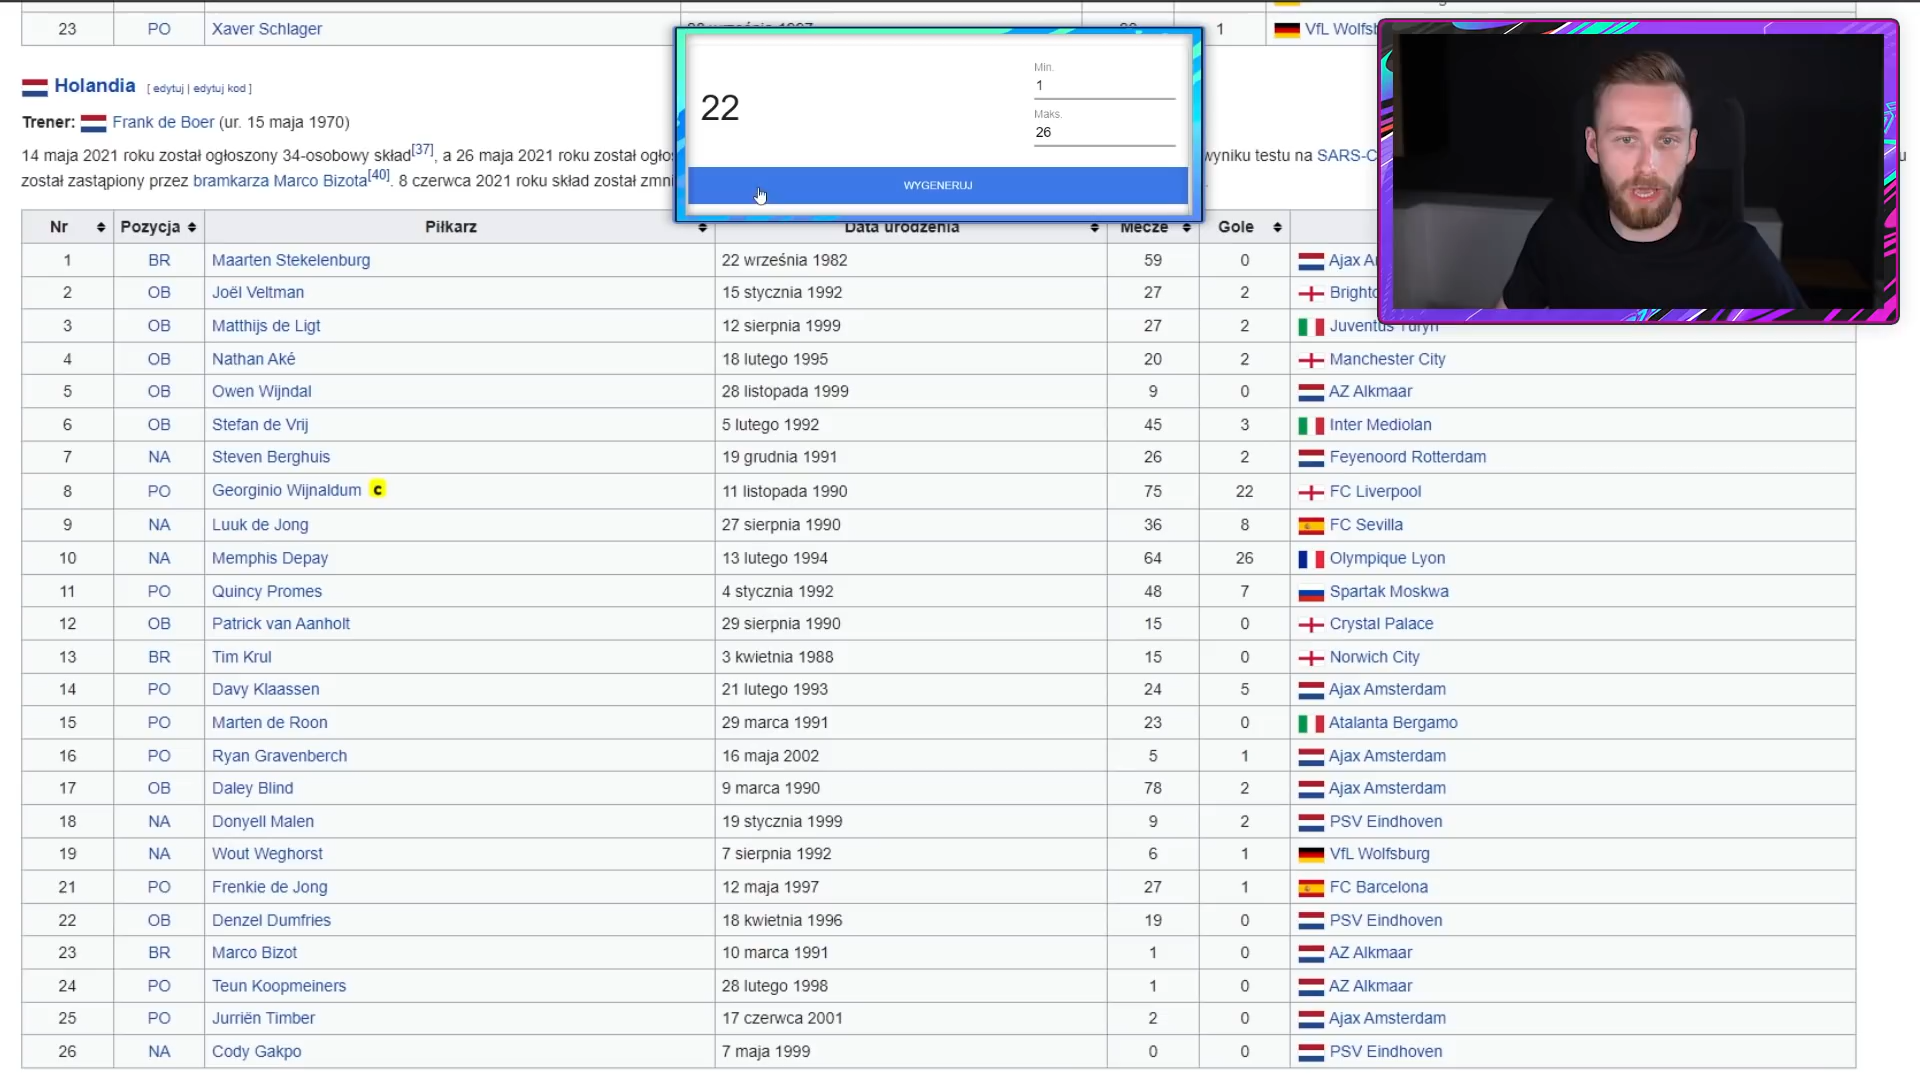 23 PO Xaver Schlager 1 VfL Wolfsb
Holandia [ edytuj | edytuj kod ]
Trener: Frank de Boer (ur. 15 maja 1970)
14 maja 2021 roku został ogłoszony 34-osobowy skład[37], a 26 maja 2021 roku został ogło wyniku testu na SARS-C u
został zastąpiony przez bramkarza Marco Bizota[40]. 8 czerwca 2021 roku skład został zmni
22
Min.
1
Maks.
26
WYGENERUJ
Nr Pozycja Piłkarz Data urodzenia Mecze Gole
1 BR Maarten Stekelenburg 22 września 1982 59 0 Ajax A
2 OB Joël Veltman 15 stycznia 1992 27 2 Brighto
3 OB Matthijs de Ligt 12 sierpnia 1999 27 2 Juventus Turyn
4 OB Nathan Aké 18 lutego 1995 20 2 Manchester City
5 OB Owen Wijndal 28 listopada 1999 9 0 AZ Alkmaar
6 OB Stefan de Vrij 5 lutego 1992 45 3 Inter Mediolan
7 NA Steven Berghuis 19 grudnia 1991 26 2 Feyenoord Rotterdam
8 PO Georginio Wijnaldum c 11 listopada 1990 75 22 FC Liverpool
9 NA Luuk de Jong 27 sierpnia 1990 36 8 FC Sevilla
10 NA Memphis Depay 13 lutego 1994 64 26 Olympique Lyon
11 PO Quincy Promes 4 stycznia 1992 48 7 Spartak Moskwa
12 OB Patrick van Aanholt 29 sierpnia 1990 15 0 Crystal Palace
13 BR Tim Krul 3 kwietnia 1988 15 0 Norwich City
14 PO Davy Klaassen 21 lutego 1993 24 5 Ajax Amsterdam
15 PO Marten de Roon 29 marca 1991 23 0 Atalanta Bergamo
16 PO Ryan Gravenberch 16 maja 2002 5 1 Ajax Amsterdam
17 OB Daley Blind 9 marca 1990 78 2 Ajax Amsterdam
18 NA Donyell Malen 19 stycznia 1999 9 2 PSV Eindhoven
19 NA Wout Weghorst 7 sierpnia 1992 6 1 VfL Wolfsburg
21 PO Frenkie de Jong 12 maja 1997 27 1 FC Barcelona
22 OB Denzel Dumfries 18 kwietnia 1996 19 0 PSV Eindhoven
23 BR Marco Bizot 10 marca 1991 1 0 AZ Alkmaar
24 PO Teun Koopmeiners 28 lutego 1998 1 0 AZ Alkmaar
25 PO Jurriën Timber 17 czerwca 2001 2 0 Ajax Amsterdam
26 NA Cody Gakpo 7 maja 1999 0 0 PSV Eindhoven